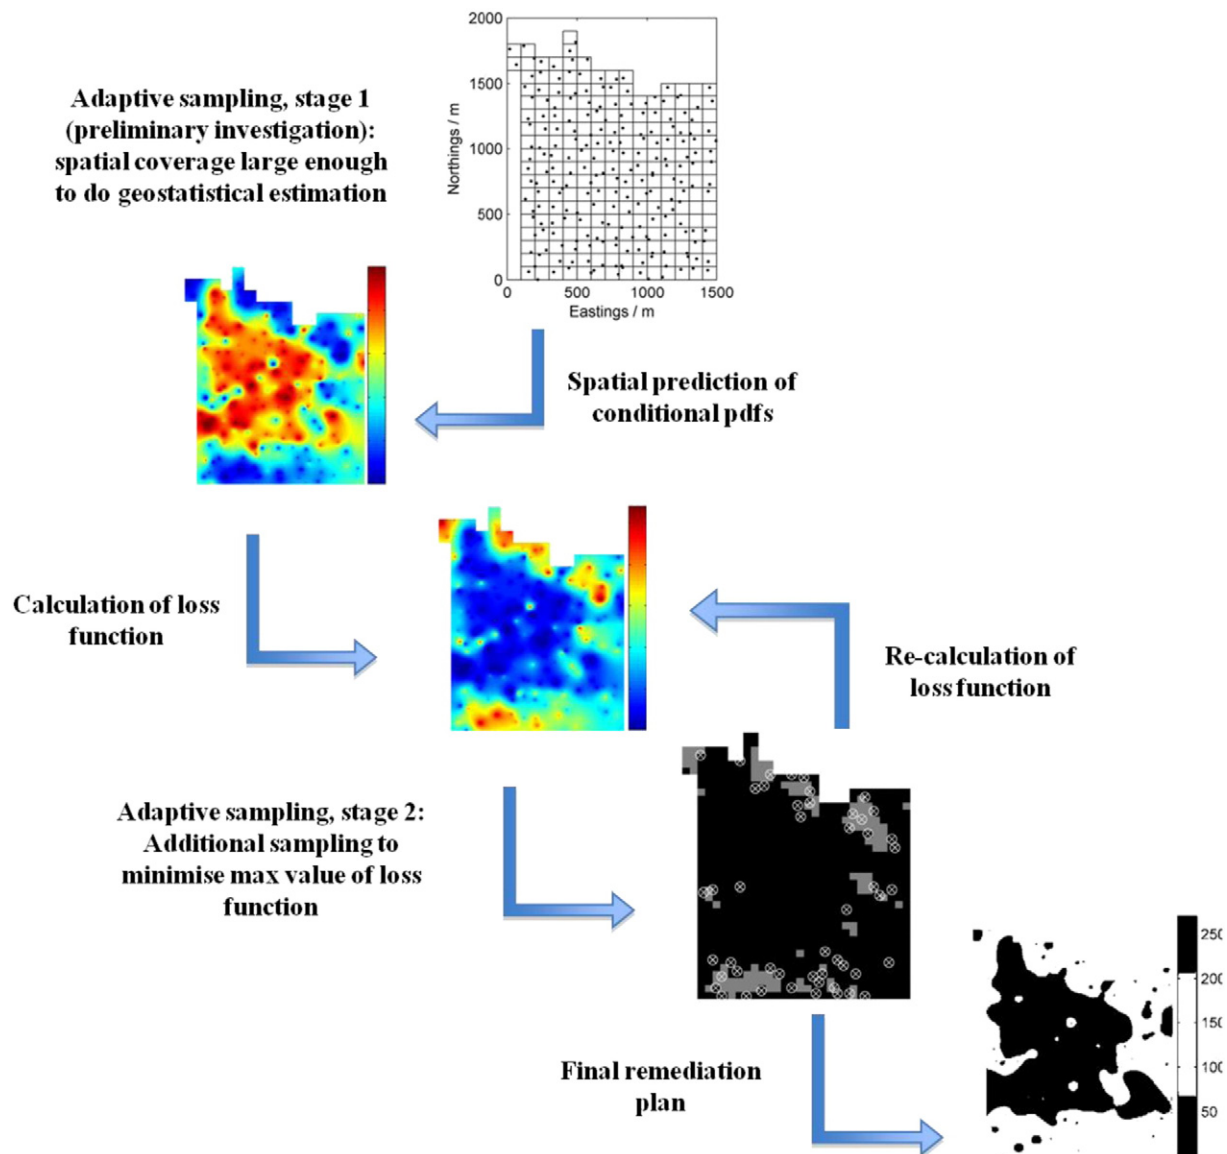 2000
Adaptive sampling, stage 1
(preliminary investigation):
spatial coverage large enough
to do geostatistical estimation
1500
1000
500
0
Northings / m
0 500 1000 1500
Eastings / m
Spatial prediction of
conditional pdfs
Calculation of loss
function
Re-calculation of
loss function
Adaptive sampling, stage 2:
Additional sampling to
minimise max value of loss
function
Final remediation
plan
200
100
50